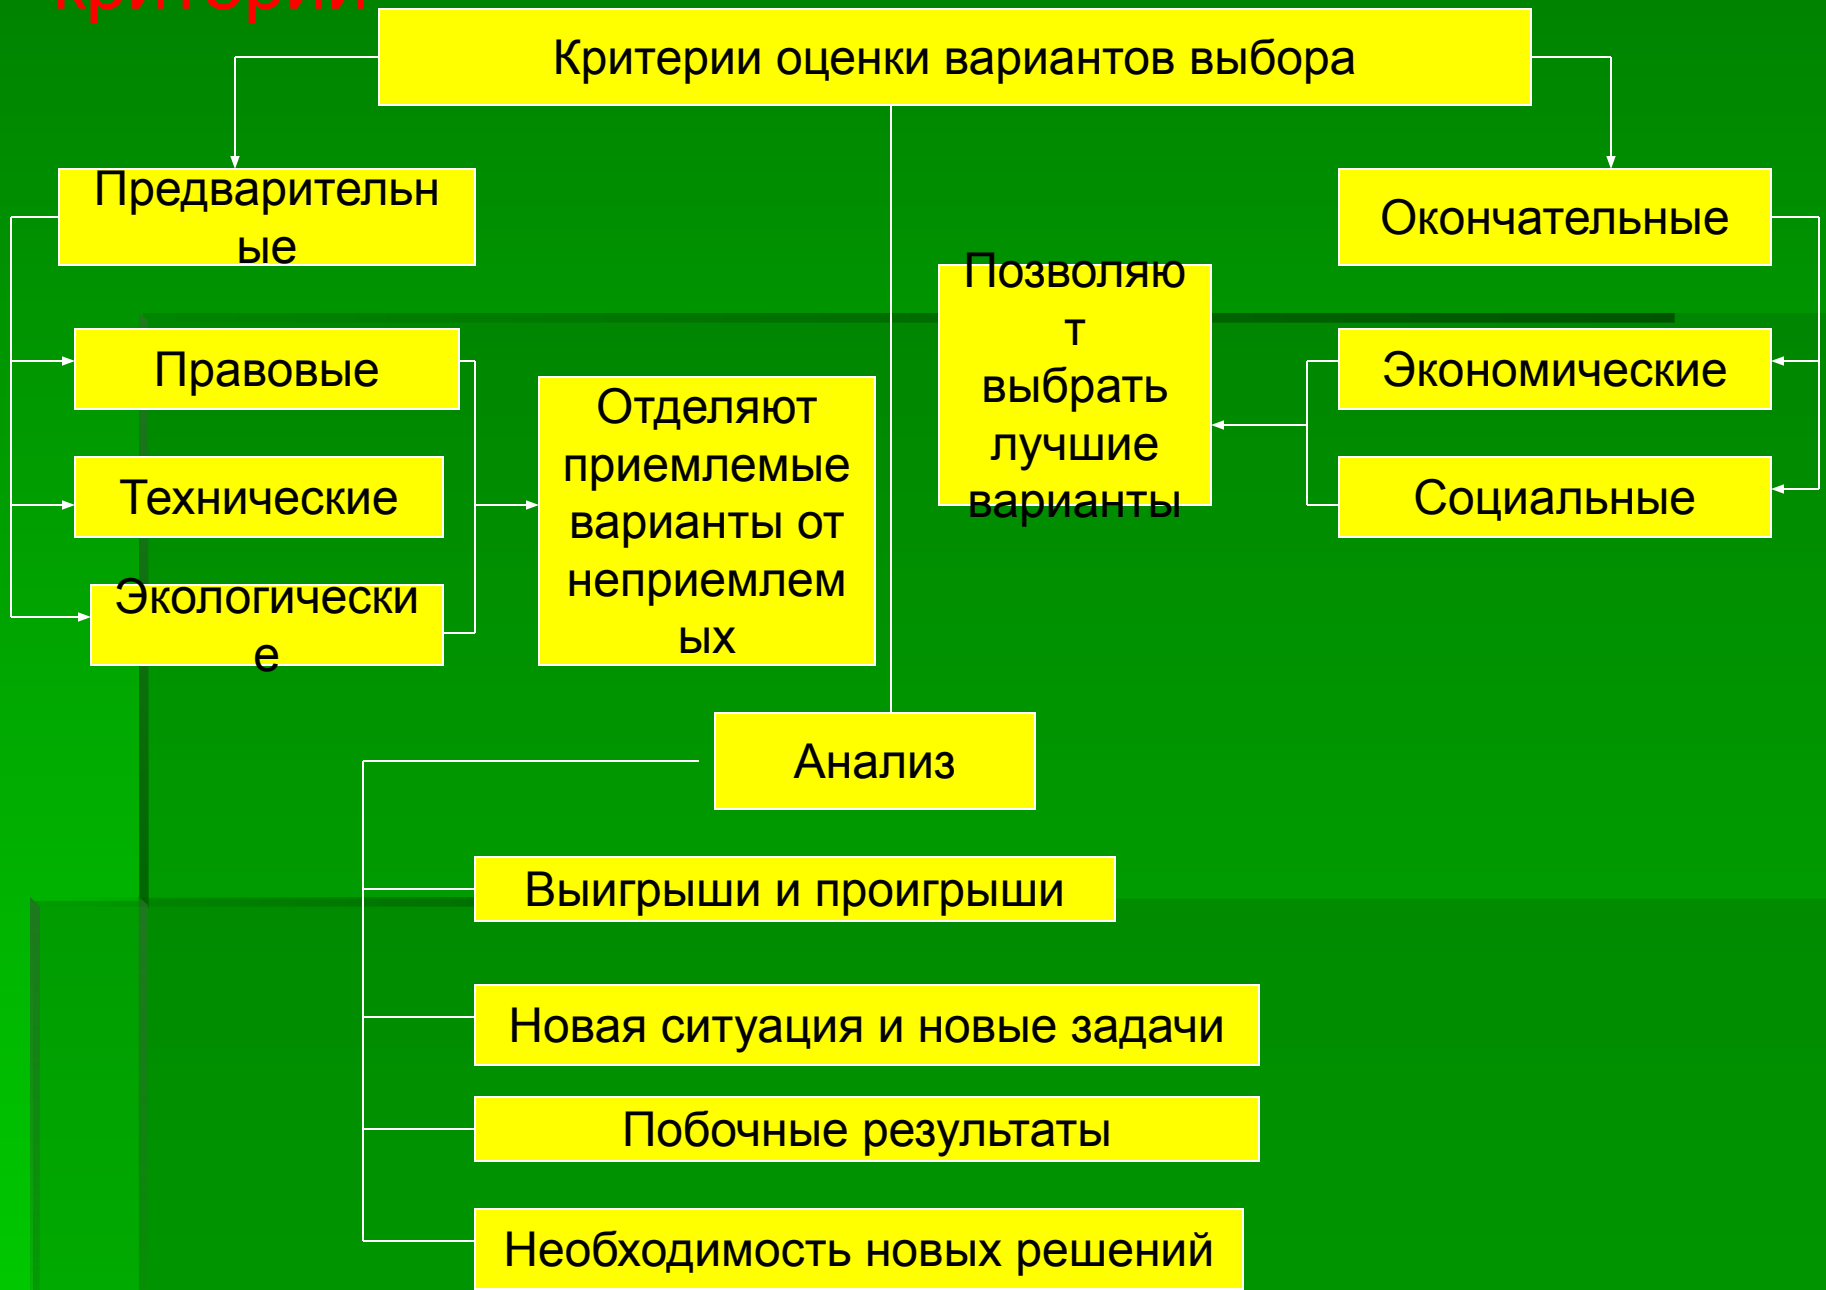 критерии
Критерии оценки вариантов выбора
Предварительн
ые
Правовые
Технические
Экологически
е
Отделяют
приемлемые
варианты от
неприемлем
ых
Позволяю
т
выбрать
лучшие
варианты
Окончательные
Экономические
Социальные
Анализ
Выигрыши и проигрыши
Новая ситуация и новые задачи
Побочные результаты
Необходимость новых решений